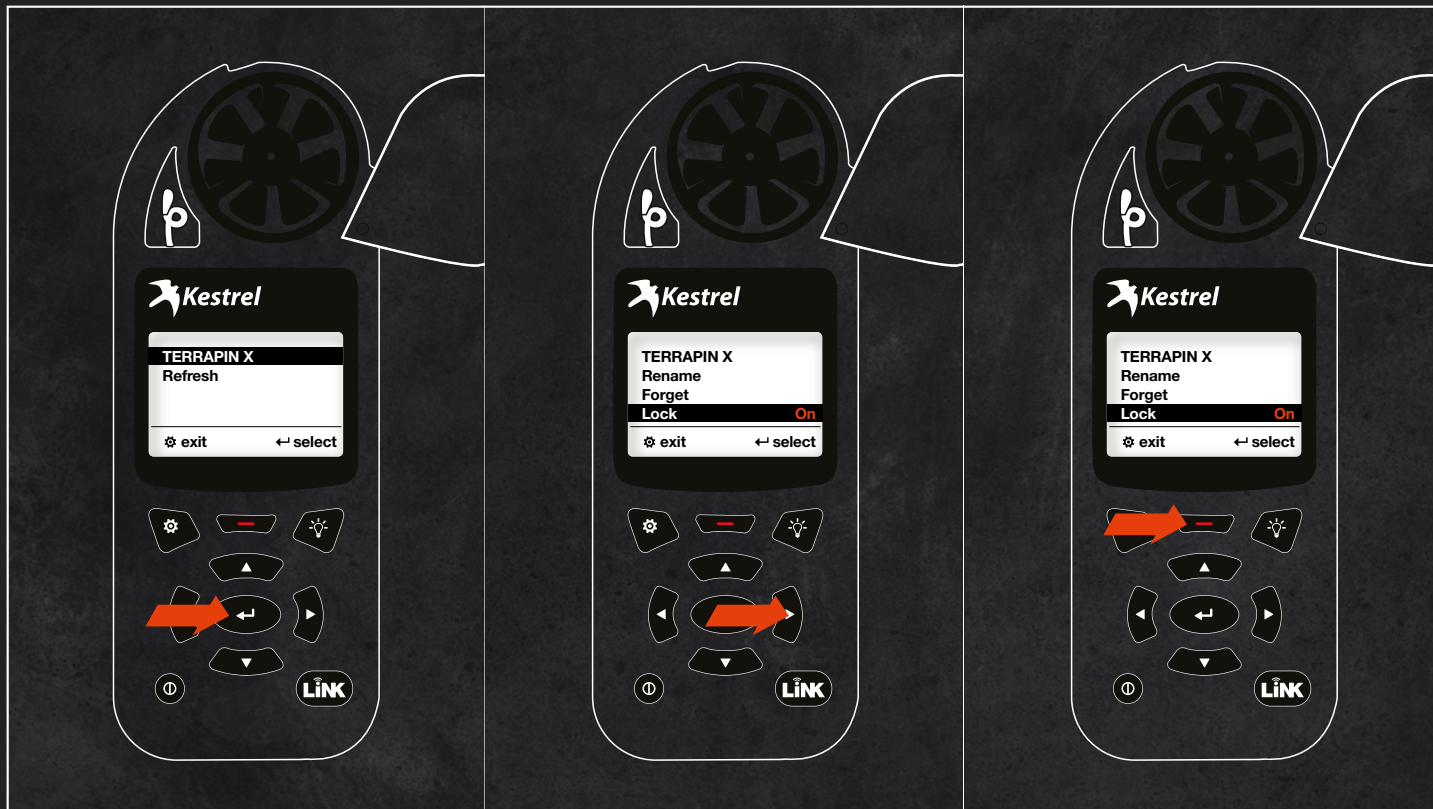 Kestrel
TERRAPIN X
Refresh
exit
select
LiNK
Kestrel
TERRAPIN X
Rename
Forget
Lock On
exit
select
LiNK
Kestrel
TERRAPIN X
Rename
Forget
Lock On
exit
select
LiNK